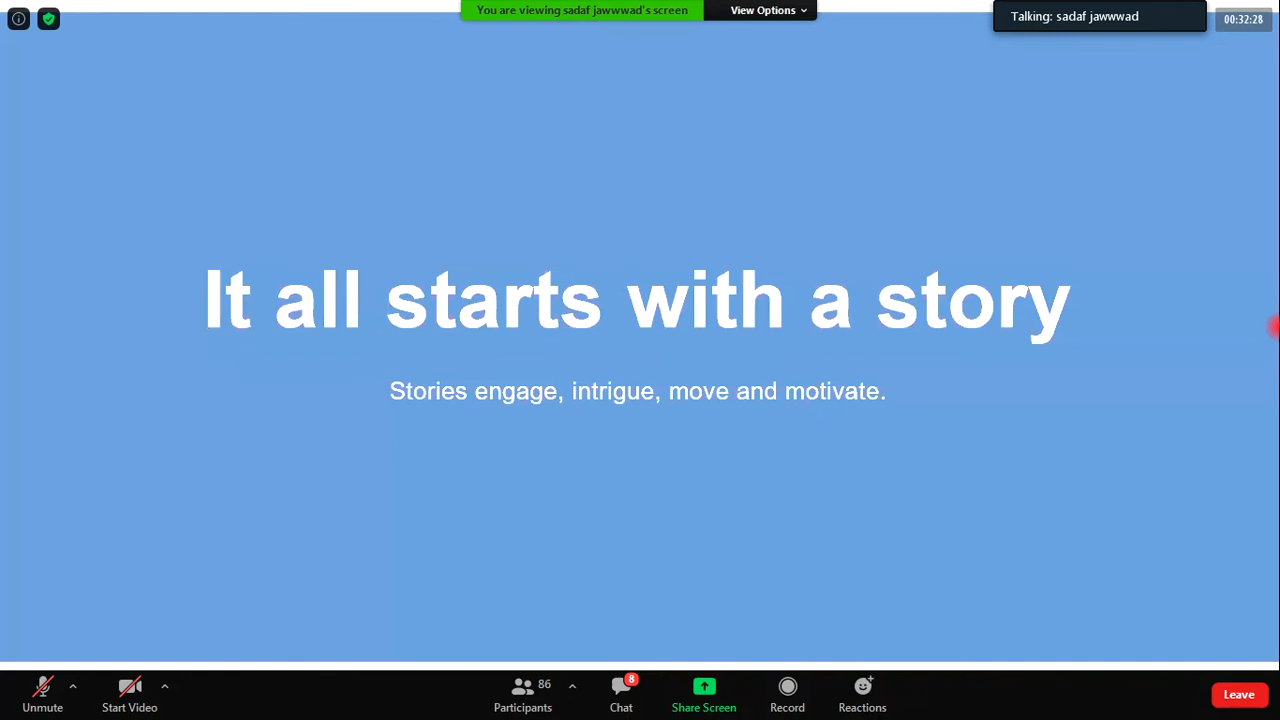 You are viewing sadaf jawwwad's screen
View Options
Talking: sadaf jawwwad
00:32:28
It all starts with a story
Stories engage, intrigue, move and motivate.
Unmute
Start Video
86
Participants
8
Chat
Share Screen
Record
Reactions
Leave